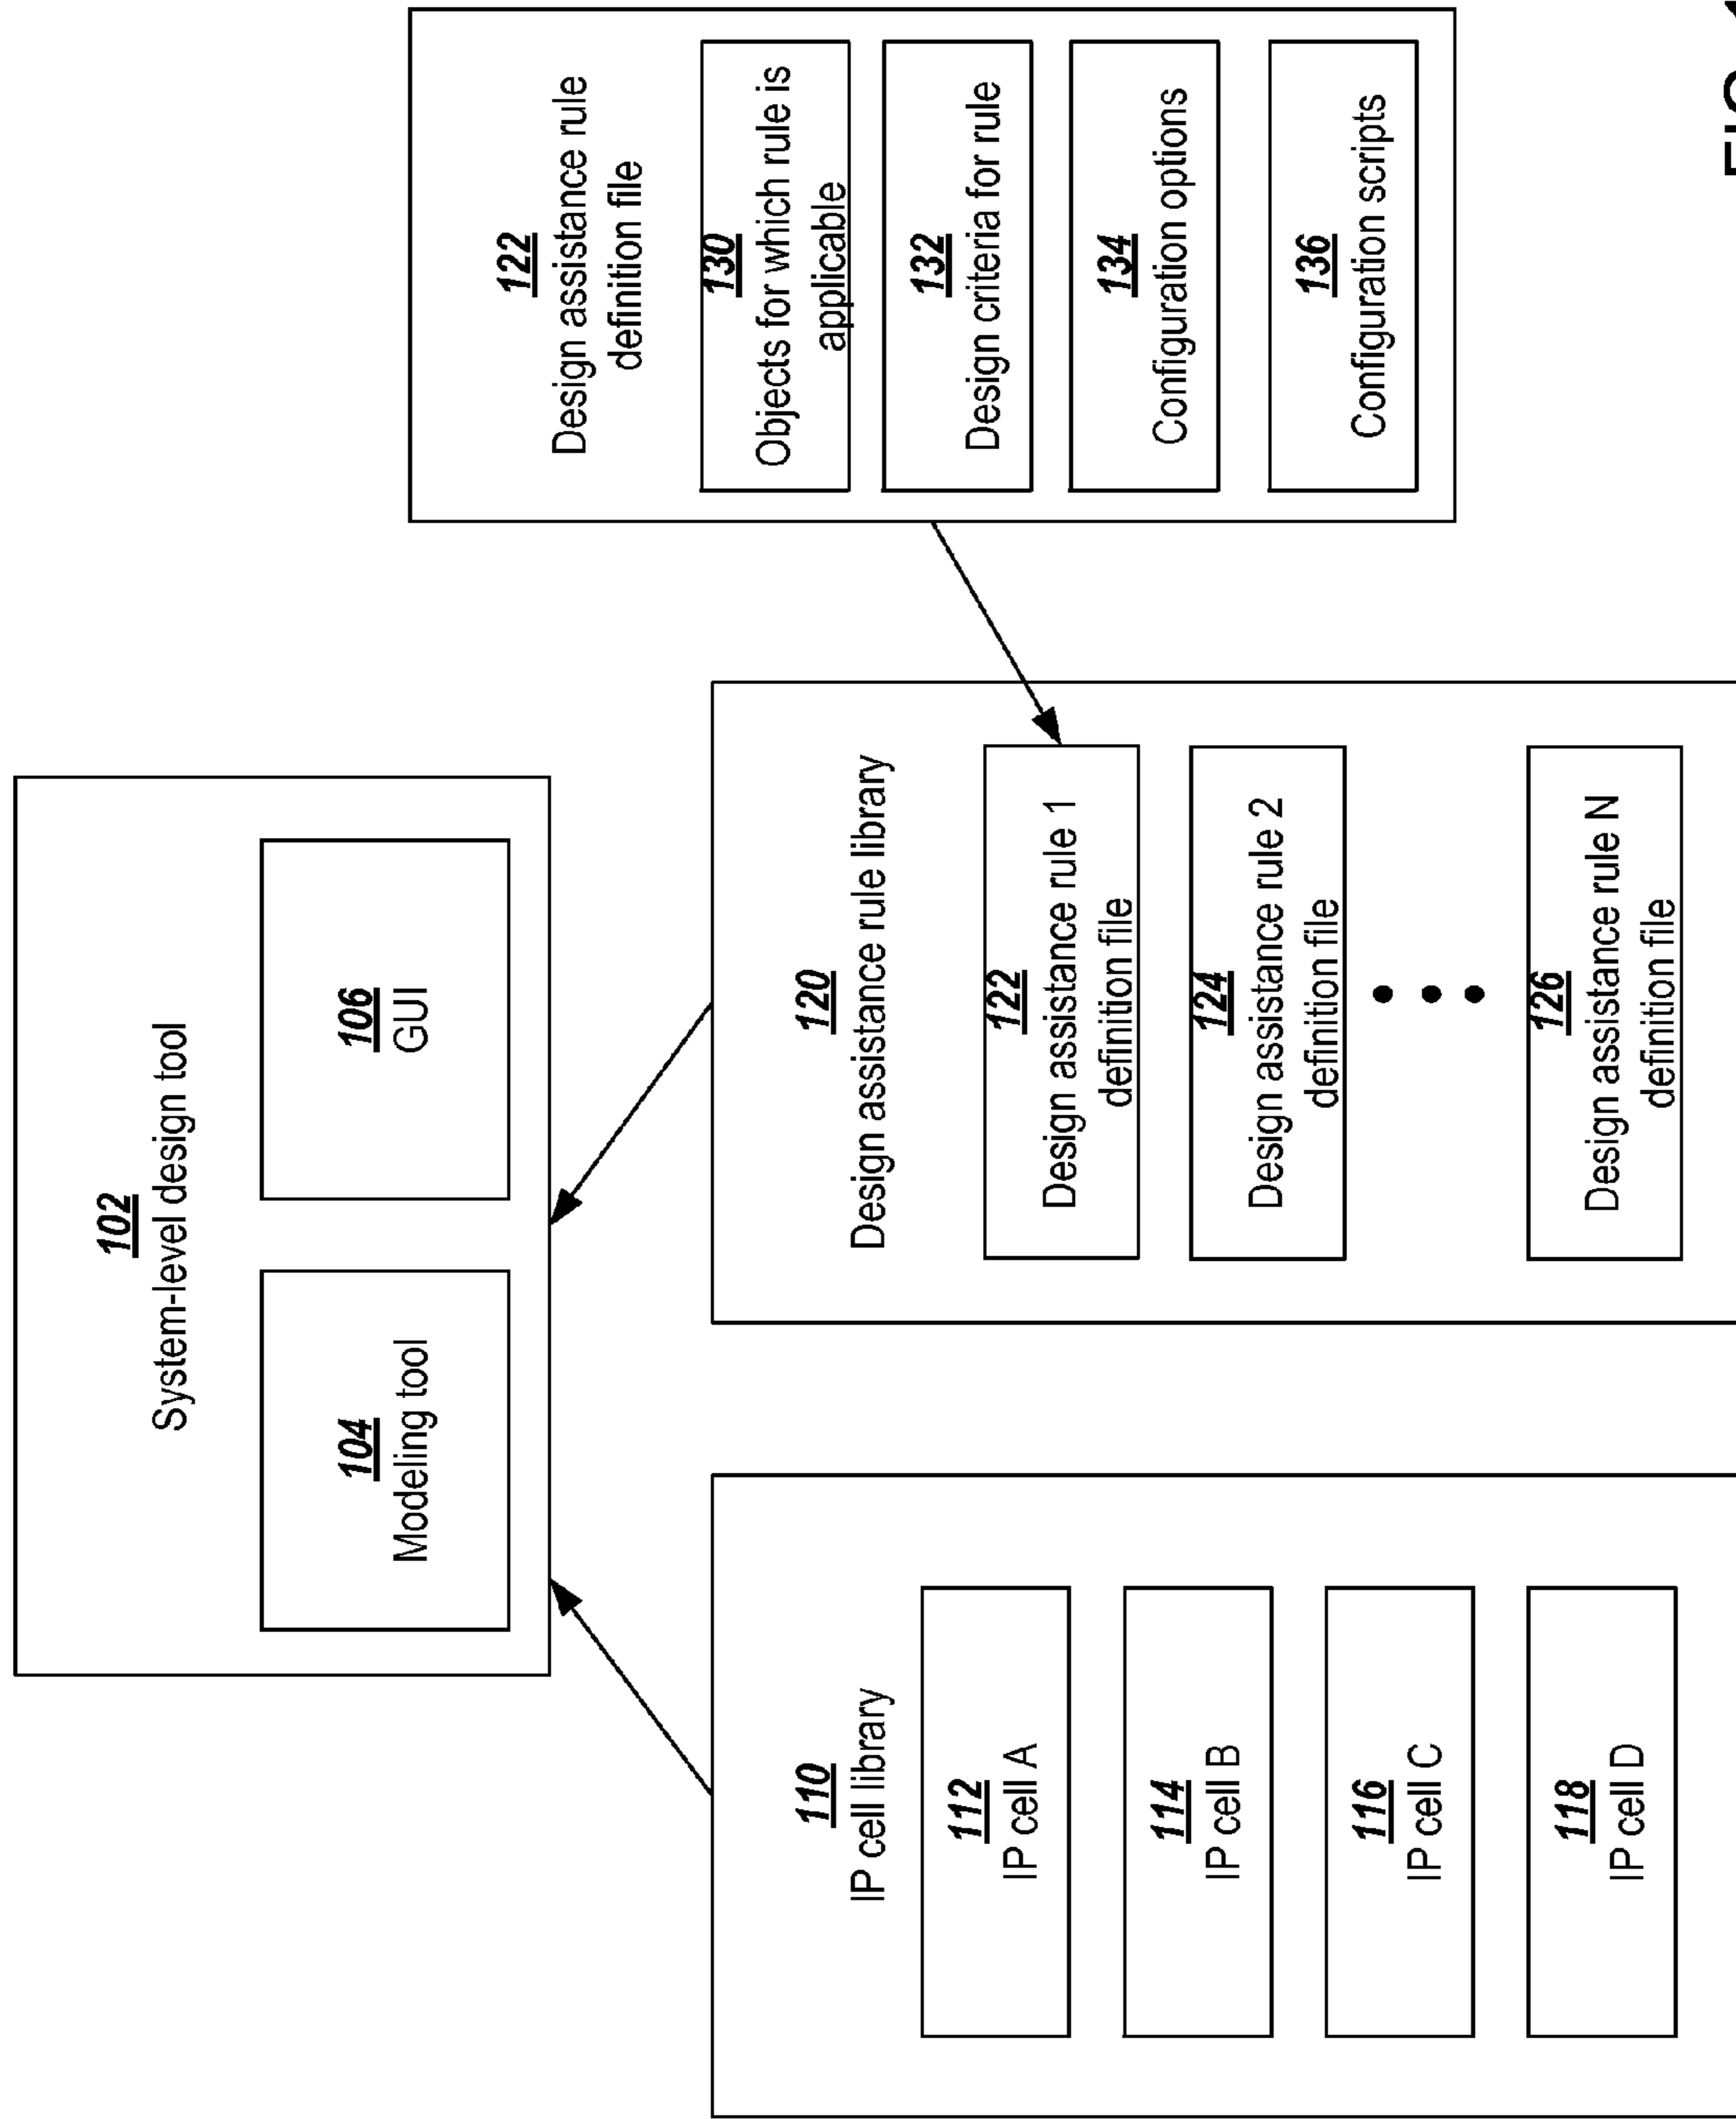 102
System-level design tool
104
Modeling tool
106
GUI
110
IP cell library
112
IP cell A
114
IP cell B
116
IP cell C
118
IP cell D
120
Design assistance rule library
122
Design assistance rule 1
definition file
124
Design assistance rule 2
definition file
126
Design assistance rule N
definition file
122
Design assistance rule
definition file
130
Objects for which rule is
applicable
132
Design criteria for rule
134
Configuration options
136
Configuration scripts